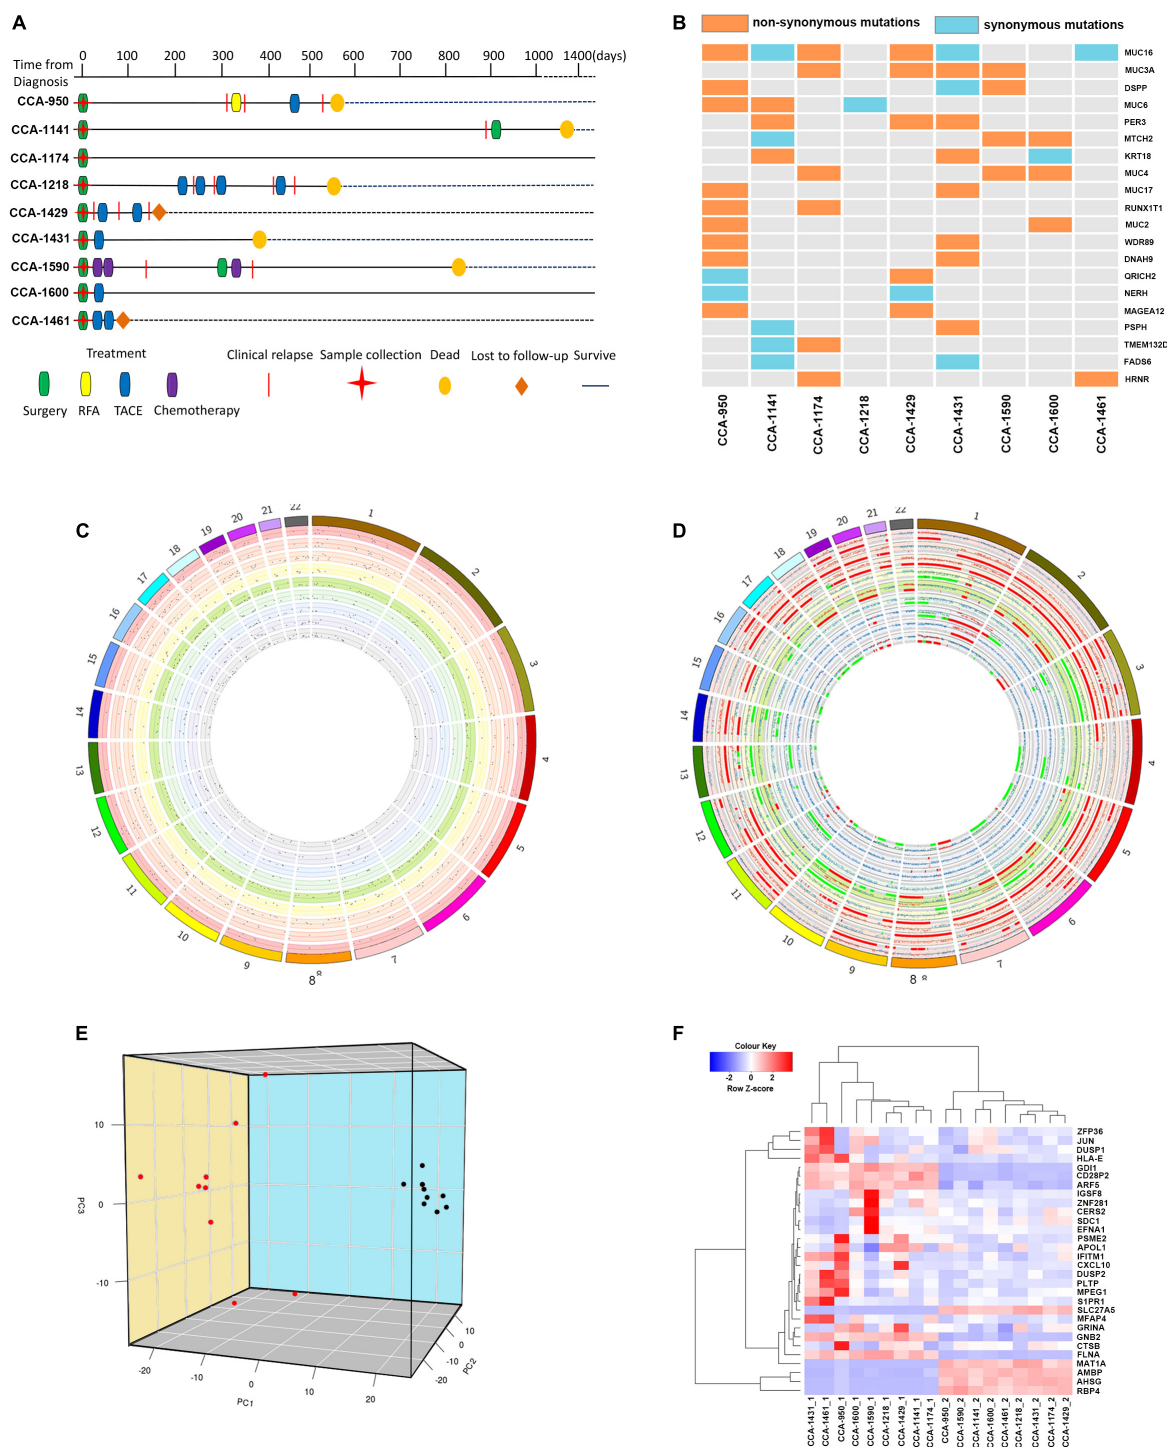 A
Time from
Diagnosis
0 100 200 300 400 500 600 700 800 900 1400(days)
CCA-950
CCA-1141
CCA-1174
CCA-1218
CCA-1429
CCA-1431
CCA-1590
CCA-1600
CCA-1461
Treatment Clinical relapse Sample collection Dead Lost to follow-up Survive
Surgery RFA TACE Chemotherapy
B
non-synonymous mutations synonymous mutations
MUC16
MUC3A
DSPP
MUC6
PER3
MTCH2
KRT18
MUC4
MUC17
RUNX1T1
MUC2
WDR89
DNAH9
QRICH2
NERH
MAGEA12
PSPH
TMEM132D
FADS6
HRNR
CCA-950 CCA-1141 CCA-1174 CCA-1218 CCA-1429 CCA-1431 CCA-1590 CCA-1600 CCA-1461
C
1 2 3 4 5 6 7 8 8 9 10 11 12 13 14 15 16 17 18 19 20 21 22
D
1 2 3 4 5 6 7 8 8 9 10 11 12 13 14 15 16 17 18 19 20 21 22
E
10
0
-10
PC3
-20 -10 0 10 20
PC1
-20 -10 0 10
PC2
F
Colour Key
-2 0 2
Row Z-score
ZFP36
JUN
DUSP1
HLA-E
GDI1
CD28P2
ARF5
IGSF8
ZNF281
CERS2
SDC1
EFNA1
PSME2
APOL1
IFITM1
CXCL10
DUSP2
PLTP
MPEG1
S1PR1
SLC27A5
MFAP4
GRINA
GNB2
CTSB
FLNA
MAT1A
AMBP
AHSG
RBP4
CCA-1431_1 CCA-1461_1 CCA-950_1 CCA-1600_1 CCA-1590_1 CCA-1218_1 CCA-1429_1 CCA-1141_1 CCA-1174_1 CCA-950_2 CCA-1590_2 CCA-1141_2 CCA-1600_2 CCA-1461_2 CCA-1218_2 CCA-1431_2 CCA-1174_2 CCA-1429_2